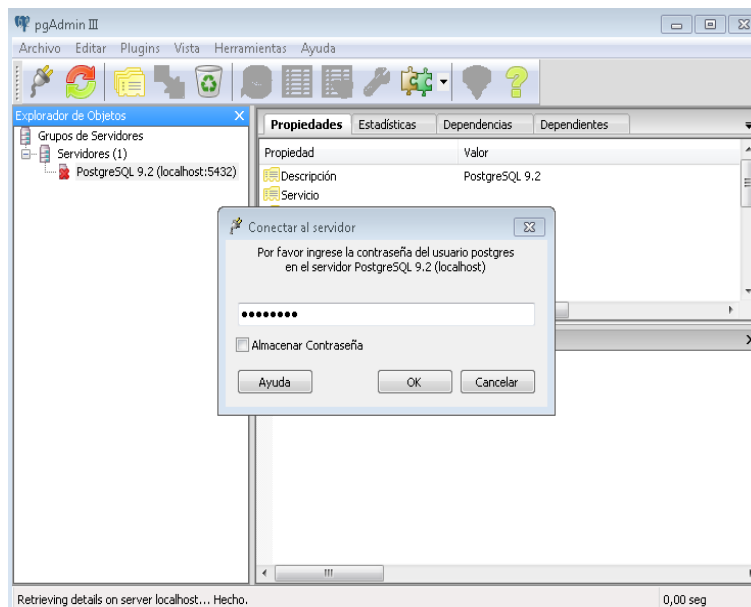 pgAdmin III
Archivo Editar Plugins Vista Herramientas Ayuda
Explorador de Objetos
Grupos de Servidores
Servidores (1)
PostgreSQL 9.2 (localhost:5432)
Propiedades Estadísticas Dependencias Dependientes
Propiedad Valor
Descripción PostgreSQL 9.2
Servicio
Conectar al servidor
Por favor ingrese la contraseña del usuario postgres
en el servidor PostgreSQL 9.2 (localhost)
Almacenar Contraseña
Ayuda OK Cancelar
Retrieving details on server localhost... Hecho. 0,00 seg